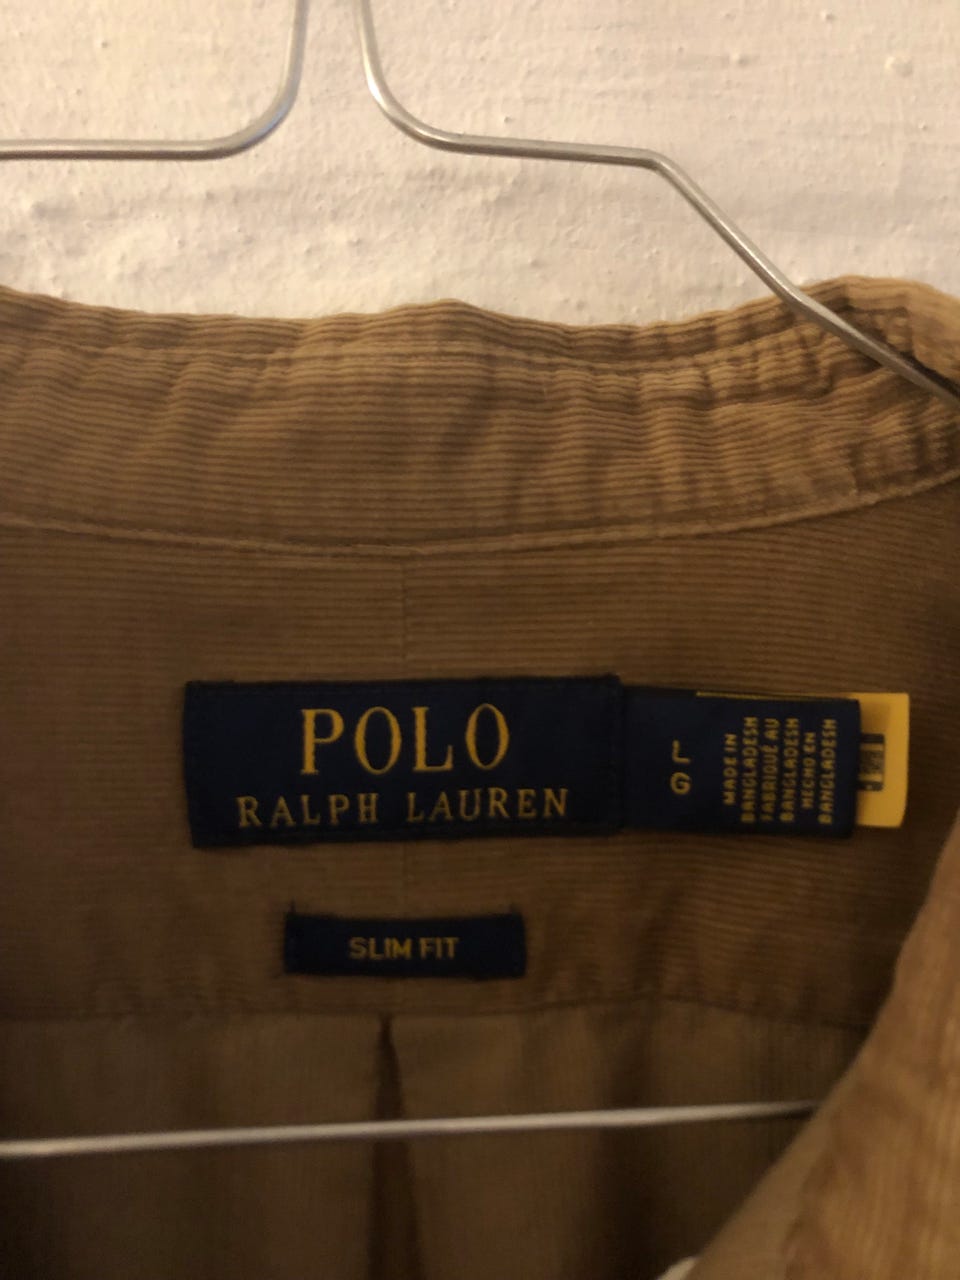 POLO
RALPH LAUREN
L
G
MADE IN
BANGLADESH
FABRIQUÉ AU
BANGLADESH
HECHO EN
BANGLADESH
SLIM FIT